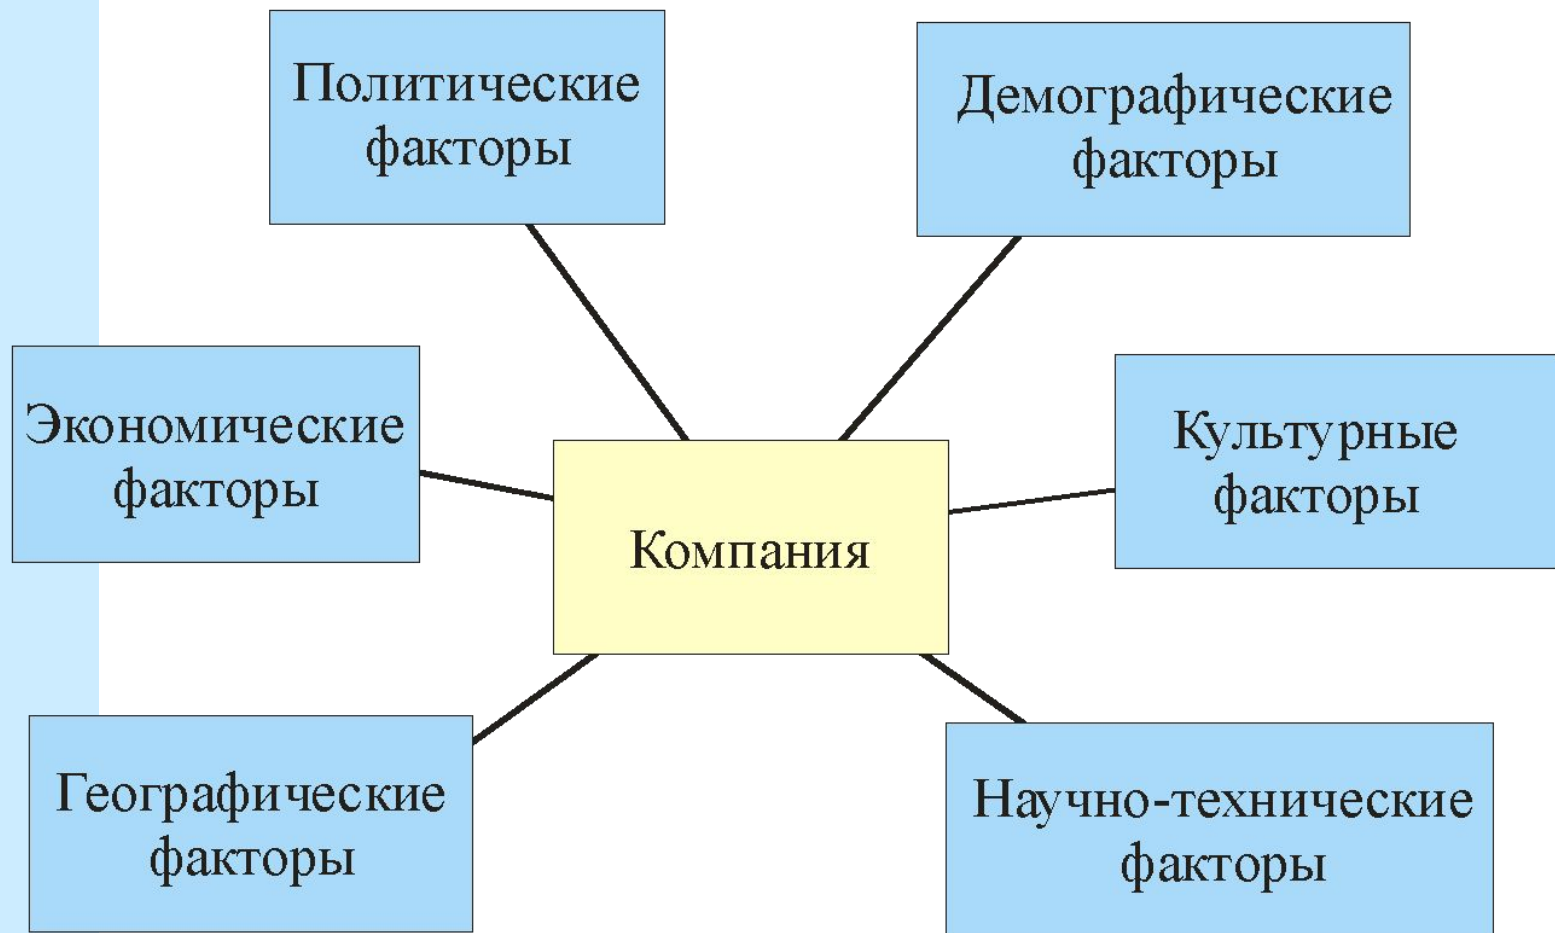 Политические
факторы
Демографические
факторы
Экономические
факторы
Культурные
факторы
Компания
Географические
факторы
Научно-технические
факторы